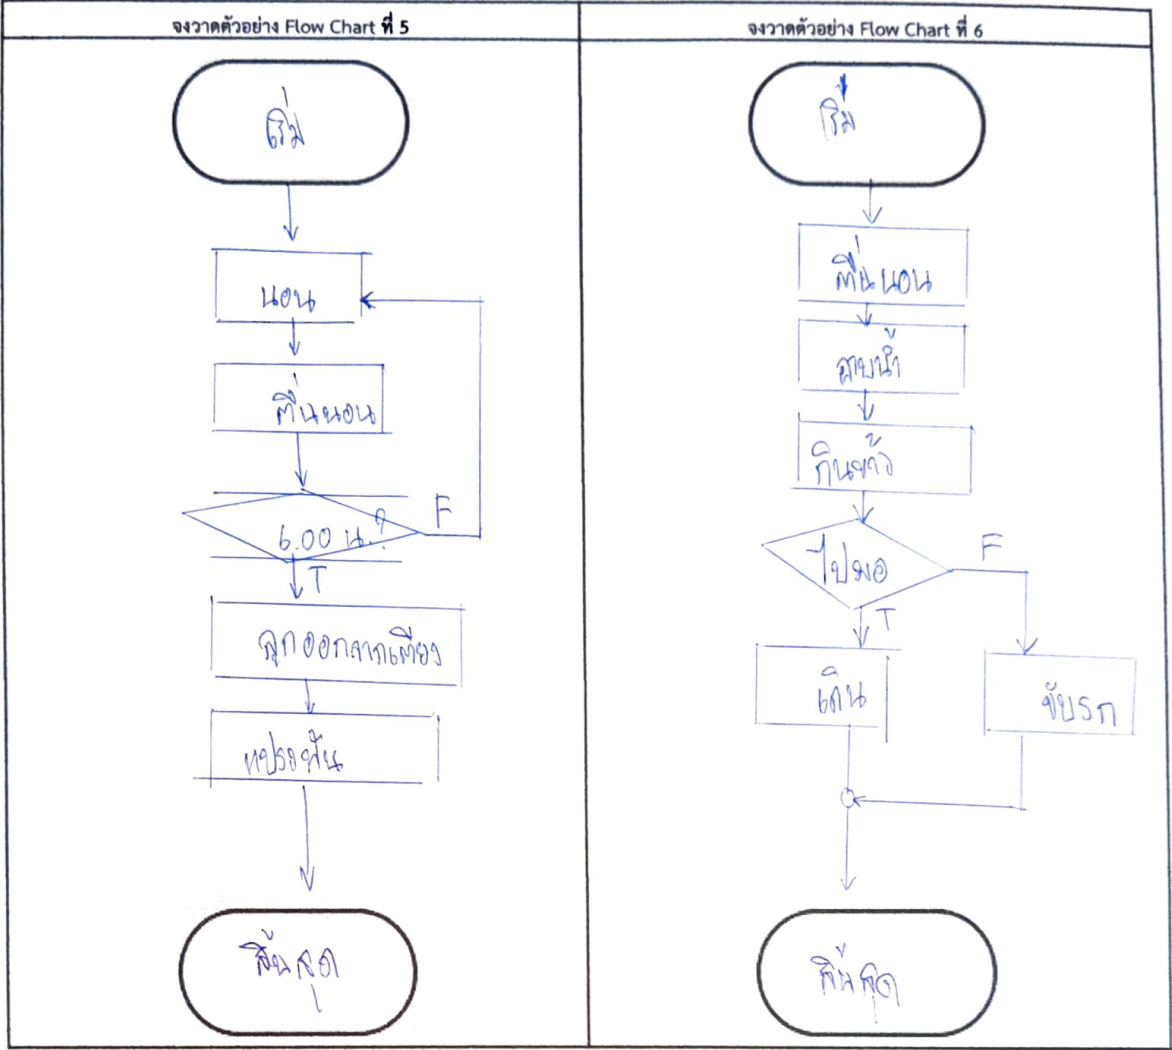 จงวาดตัวอย่าง Flow Chart ที่ 5
เริ่ม
นอน
ตื่นนอน
6.00 น.?
F
T
ลุกออกจากเตียง
แปรงฟัน
สิ้นสุด
จงวาดตัวอย่าง Flow Chart ที่ 6
เริ่ม
ตื่นนอน
อาบน้ำ
กินข้าว
ไปมอ
F
T
เดิน
ขับรถ
สิ้นสุด